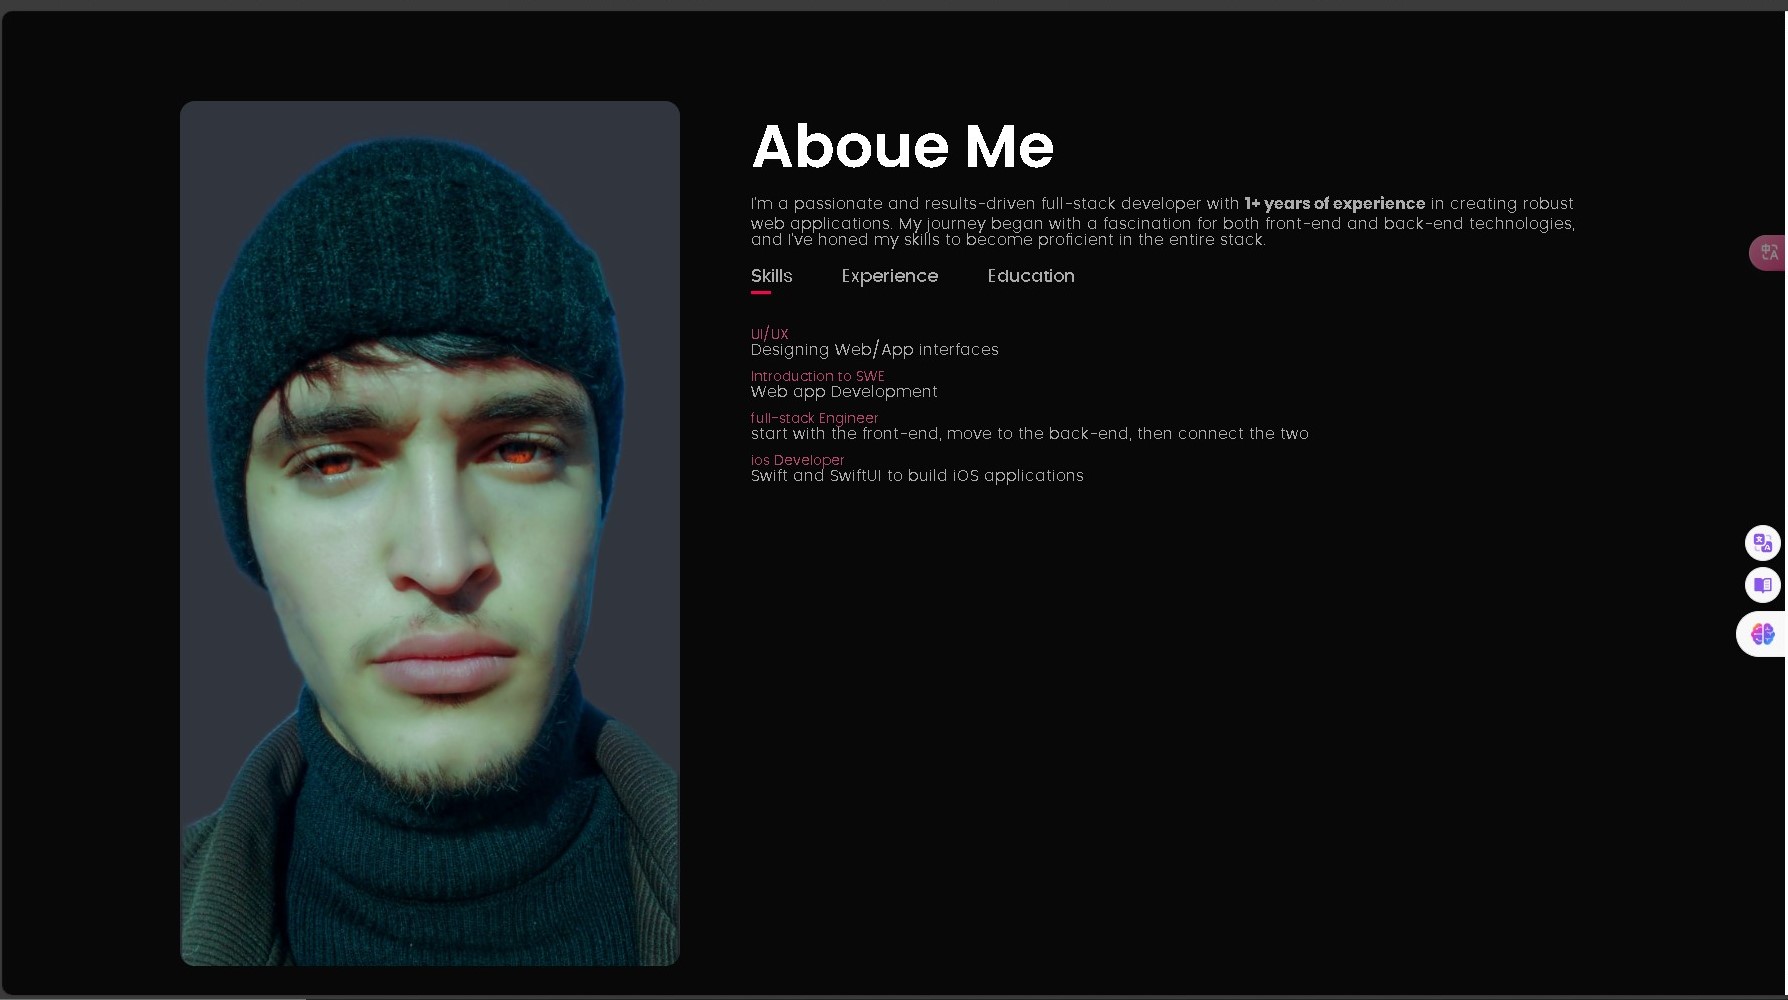 Aboue Me
I'm a passionate and results-driven full-stack developer with 1+ years of experience in creating robust
web applications. My journey began with a fascination for both front-end and back-end technologies,
and I've honed my skills to become proficient in the entire stack.
Skills Experience Education
UI/UX
Designing Web/App interfaces
Introduction to SWE
Web app Development
full-stack Engineer
start with the front-end, move to the back-end, then connect the two
ios Developer
Swift and SwiftUI to build iOS applications